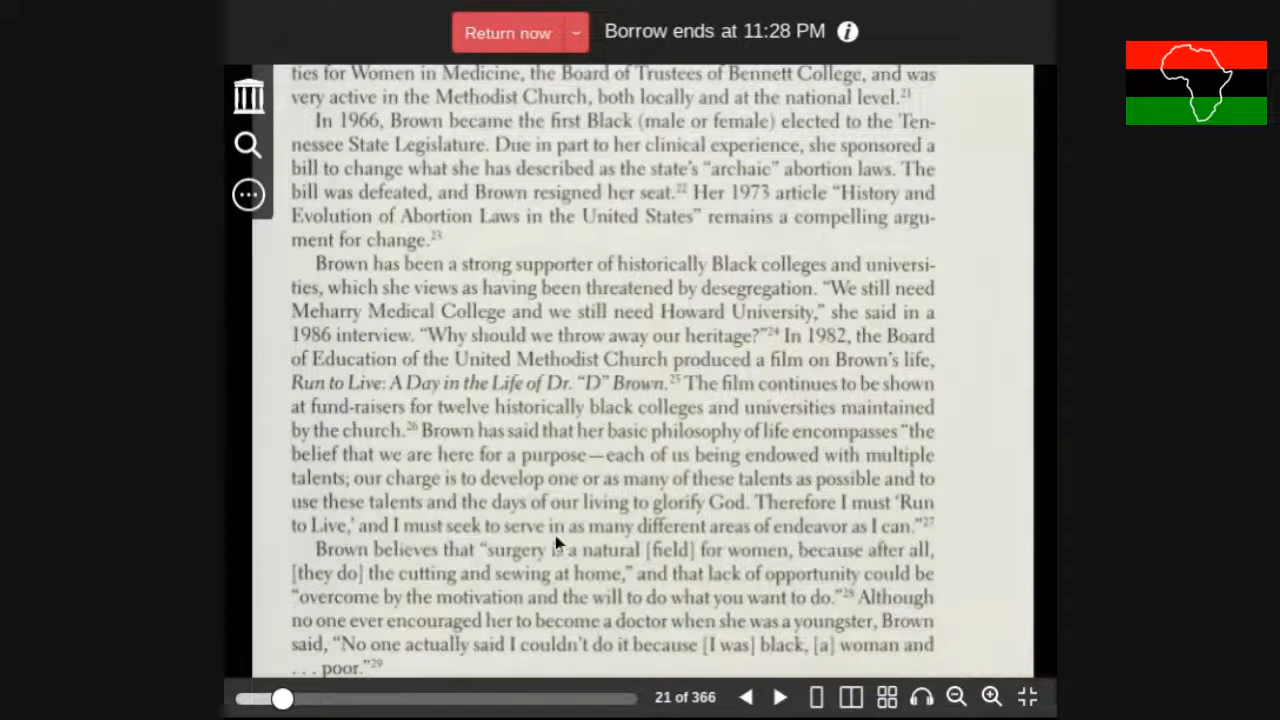 Return now
Borrow ends at 11:28 PM
ties for Women in Medicine, the Board of Trustees of Bennett College, and was
very active in the Methodist Church, both locally and at the national level.21
In 1966, Brown became the first Black (male or female) elected to the Ten-
nessee State Legislature. Due in part to her clinical experience, she sponsored a
bill to change what she has described as the state's “archaic” abortion laws. The
bill was defeated, and Brown resigned her seat.22 Her 1973 article “History and
Evolution of Abortion Laws in the United States” remains a compelling argu-
ment for change.23
Brown has been a strong supporter of historically Black colleges and universi-
ties, which she views as having been threatened by desegregation. “We still need
Meharry Medical College and we still need Howard University,” she said in a
1986 interview. “Why should we throw away our heritage?”24 In 1982, the Board
of Education of the United Methodist Church produced a film on Brown's life,
Run to Live: A Day in the Life of Dr. “D” Brown.25 The film continues to be shown
at fund-raisers for twelve historically black colleges and universities maintained
by the church.26 Brown has said that her basic philosophy of life encompasses “the
belief that we are here for a purpose—each of us being endowed with multiple
talents; our charge is to develop one or as many of these talents as possible and to
use these talents and the days of our living to glorify God. Therefore I must ‘Run
to Live,’ and I must seek to serve in as many different areas of endeavor as I can.”27
Brown believes that “surgery is a natural [field] for women, because after all,
[they do] the cutting and sewing at home,” and that lack of opportunity could be
“overcome by the motivation and the will to do what you want to do.”28 Although
no one ever encouraged her to become a doctor when she was a youngster, Brown
said, “No one actually said I couldn't do it because [I was] black, [a] woman and
. . . poor.”29
21 of 366